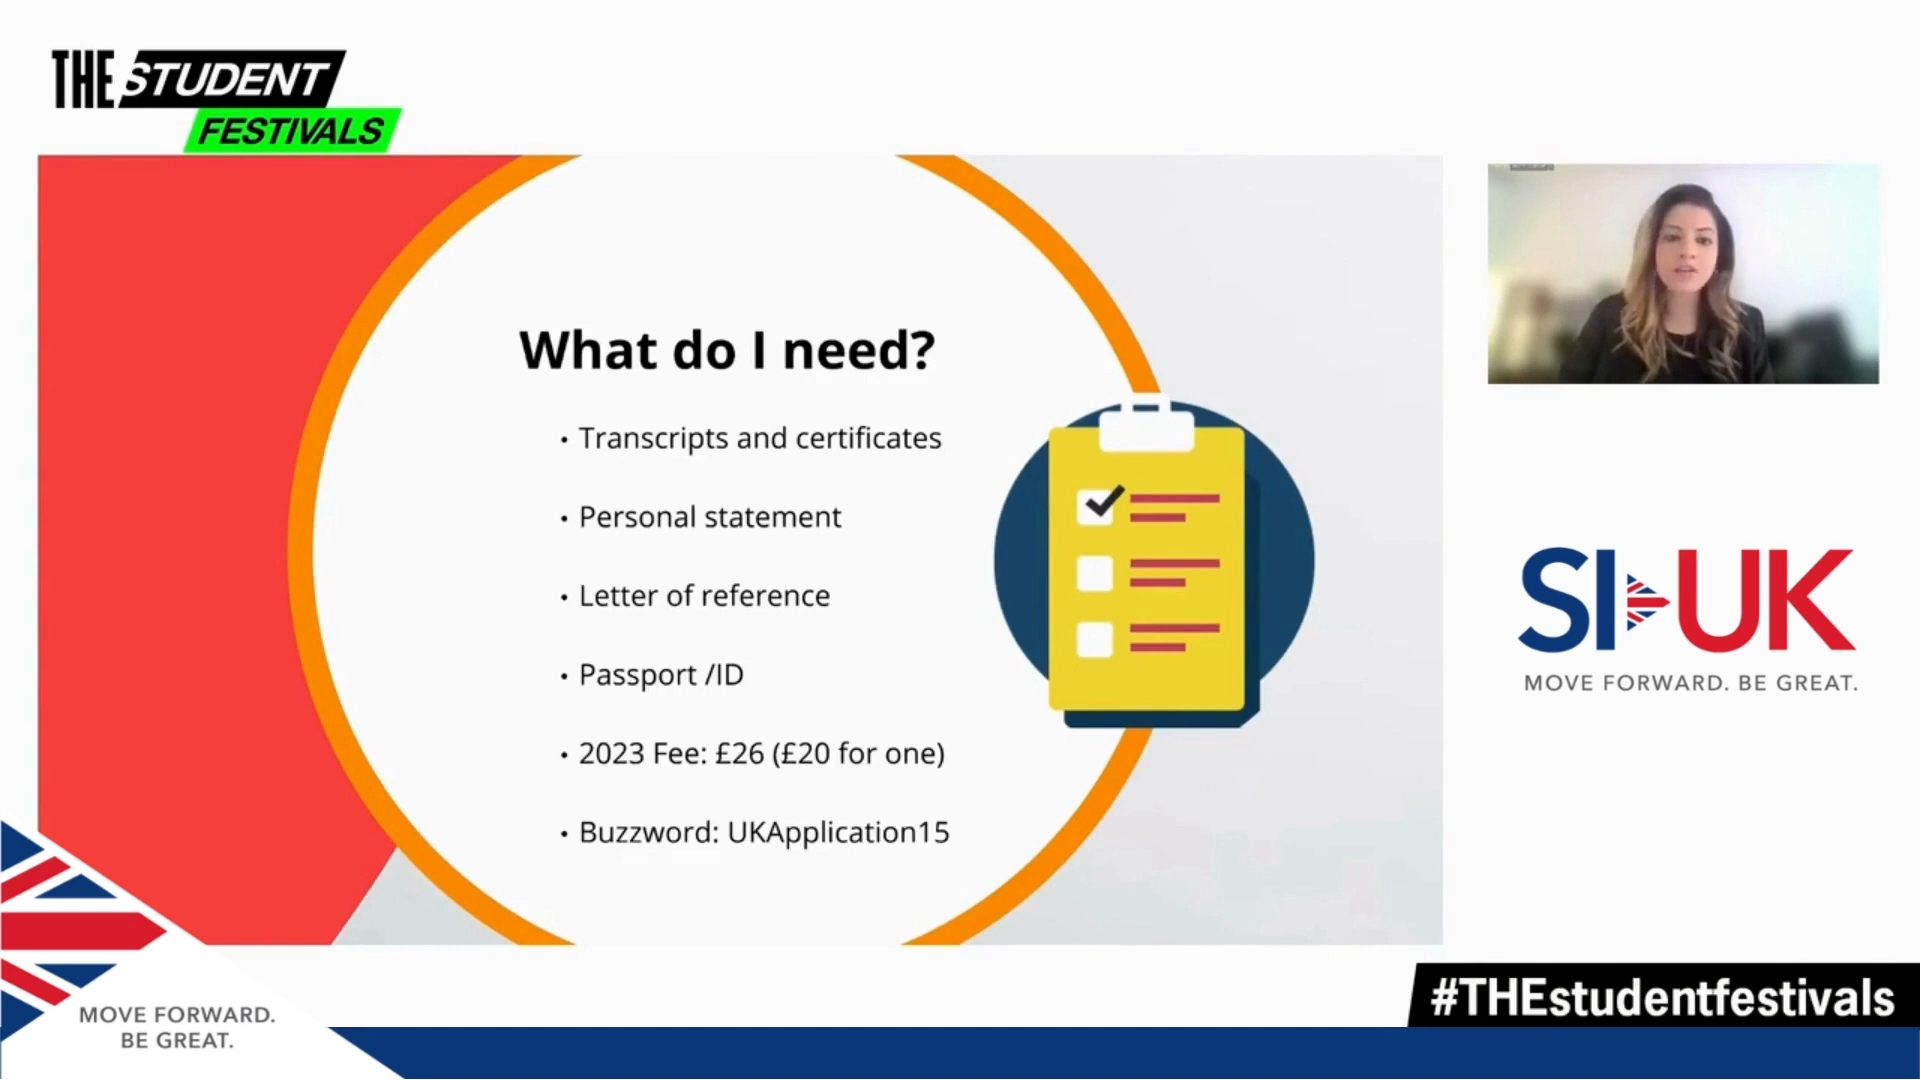 THE STUDENT
FESTIVALS
What do I need?
• Transcripts and certificates
• Personal statement
• Letter of reference
• Passport /ID
• 2023 Fee: £26 (£20 for one)
• Buzzword: UKApplication15
SI-UK
MOVE FORWARD. BE GREAT.
#THEstudentfestivals
MOVE FORWARD.
BE GREAT.